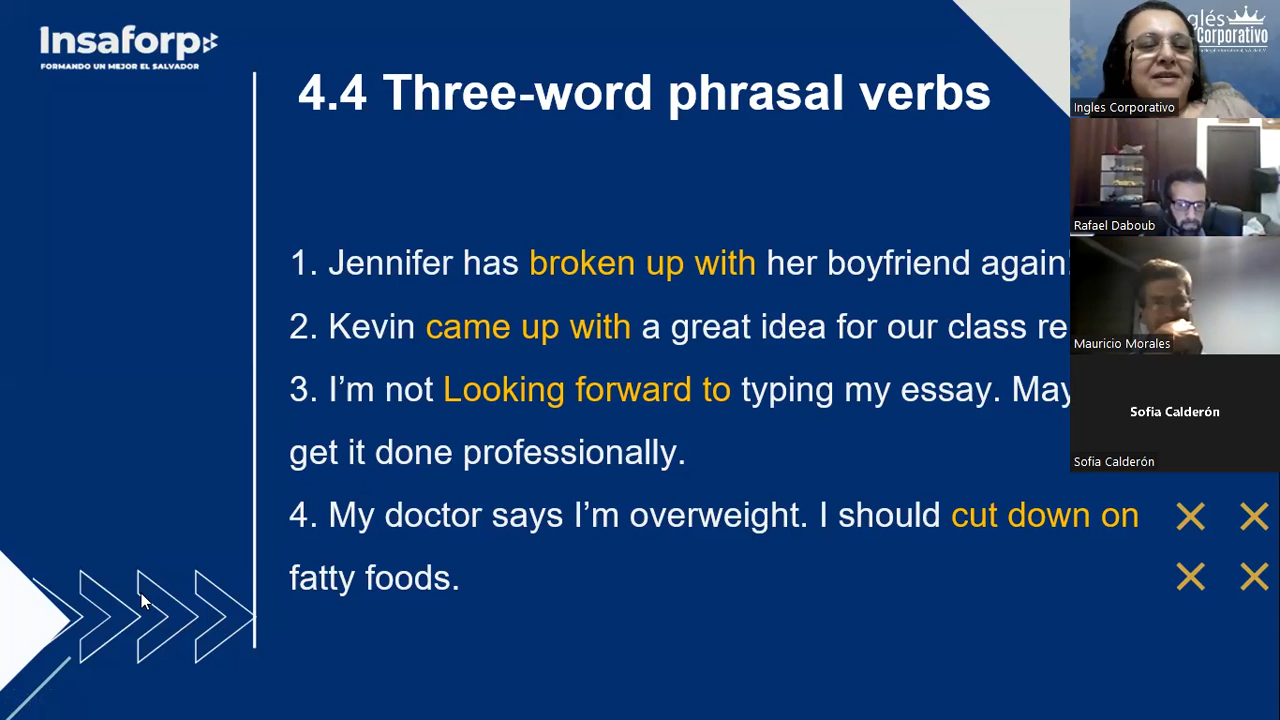 Insaforp
FORMANDO UN MEJOR EL SALVADOR
4.4 Three-word phrasal verbs
1. Jennifer has broken up with her boyfriend again
2. Kevin came up with a great idea for our class re
3. I’m not Looking forward to typing my essay. May
get it done professionally.
4. My doctor says I’m overweight. I should cut down on
fatty foods.
glés
Corporativo
Ingles Corporativo
Rafael Daboub
Mauricio Morales
Sofia Calderón
Sofia Calderón